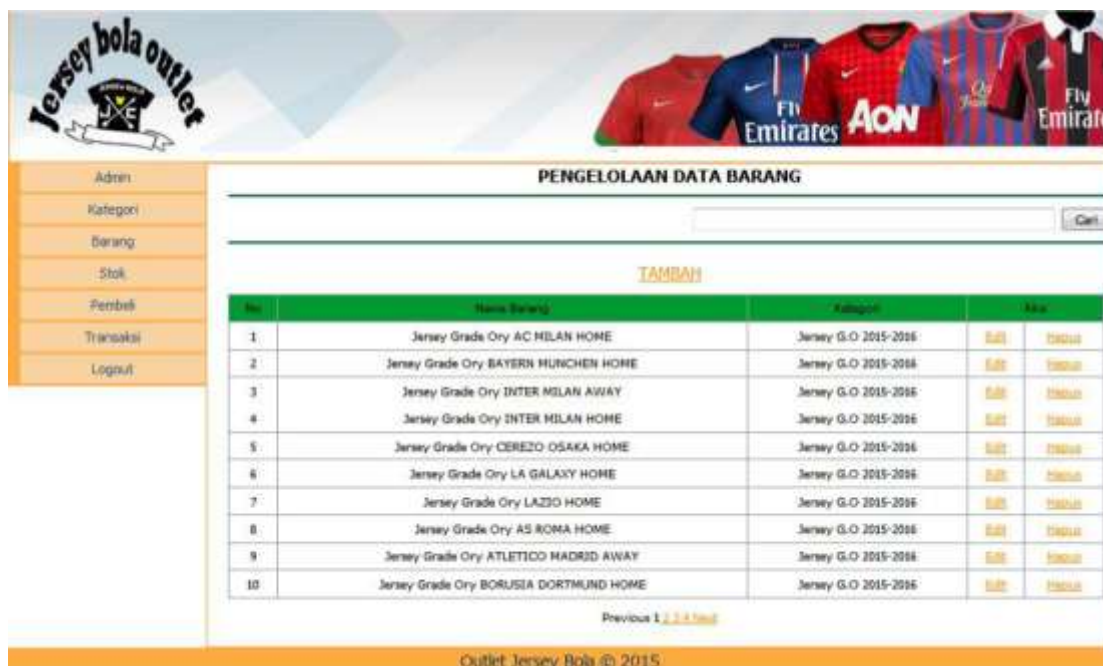 Jersey bola outlet
JERSEY BOLA
J C
Fly
Emirates
AON
Fly
Emirate
Admin
Kategori
Barang
Stok
Pembeli
Transaksi
Logout
PENGELOLAAN DATA BARANG
Cari
TAMBAH
No Nama Barang Kategori Aksi
1 Jersey Grade Ory AC MILAN HOME Jersey G.O 2015-2016 Edit Hapus
2 Jersey Grade Ory BAYERN MUNCHEN HOME Jersey G.O 2015-2016 Edit Hapus
3 Jersey Grade Ory INTER MILAN AWAY Jersey G.O 2015-2016 Edit Hapus
4 Jersey Grade Ory INTER MILAN HOME Jersey G.O 2015-2016 Edit Hapus
5 Jersey Grade Ory CEREZO OSAKA HOME Jersey G.O 2015-2016 Edit Hapus
6 Jersey Grade Ory LA GALAXY HOME Jersey G.O 2015-2016 Edit Hapus
7 Jersey Grade Ory LAZIO HOME Jersey G.O 2015-2016 Edit Hapus
8 Jersey Grade Ory AS ROMA HOME Jersey G.O 2015-2016 Edit Hapus
9 Jersey Grade Ory ATLETICO MADRID AWAY Jersey G.O 2015-2016 Edit Hapus
10 Jersey Grade Ory BORUSIA DORTMUND HOME Jersey G.O 2015-2016 Edit Hapus
Previous 1 2 3 4 Next
Outlet Jersey Bola © 2015